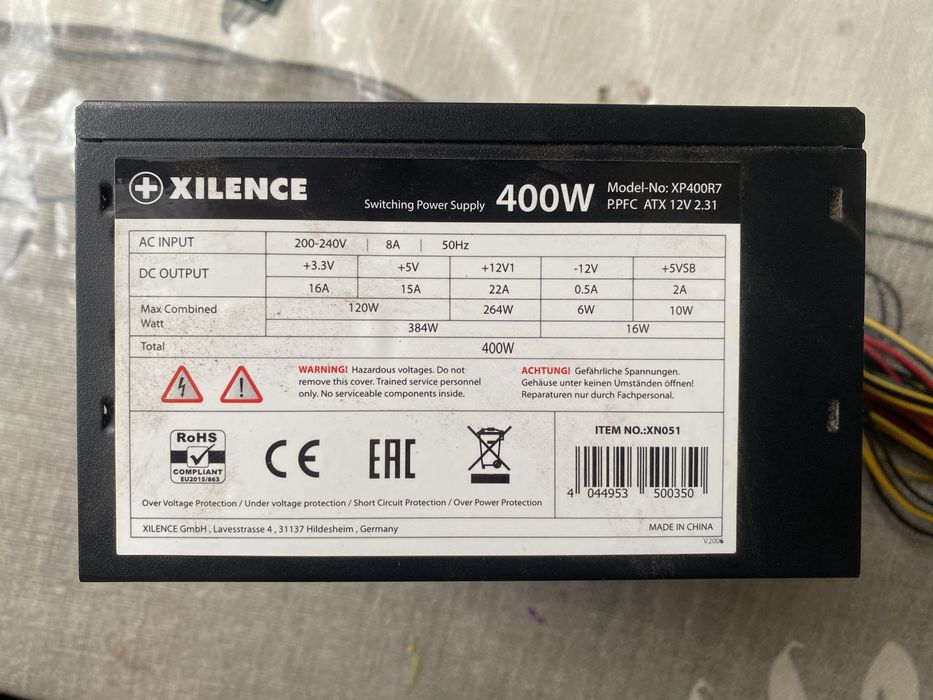 XILENCE
Switching Power Supply 400W
Model-No: XP400R7
P.PFC ATX 12V 2.31
AC INPUT 200-240V | 8A | 50Hz
DC OUTPUT +3.3V +5V +12V1 -12V +5VSB
16A 15A 22A 0.5A 2A
Max Combined Watt 120W 264W 6W 10W
384W 16W
Total 400W
WARNING! Hazardous voltages. Do not
remove this cover. Trained service personnel
only. No serviceable components inside.
ACHTUNG! Gefährliche Spannungen.
Gehäuse unter keinen Umständen öffnen!
Reparaturen nur durch Fachpersonal.
RoHS
COMPLIANT
EU2015/863
CE
EAC
ITEM NO.:XN051
4 044953 500350
Over Voltage Protection / Under voltage protection / Short Circuit Protection / Over Power Protection
XILENCE GmbH , Lavesstrasse 4 , 31137 Hildesheim , Germany
MADE IN CHINA
V.2006